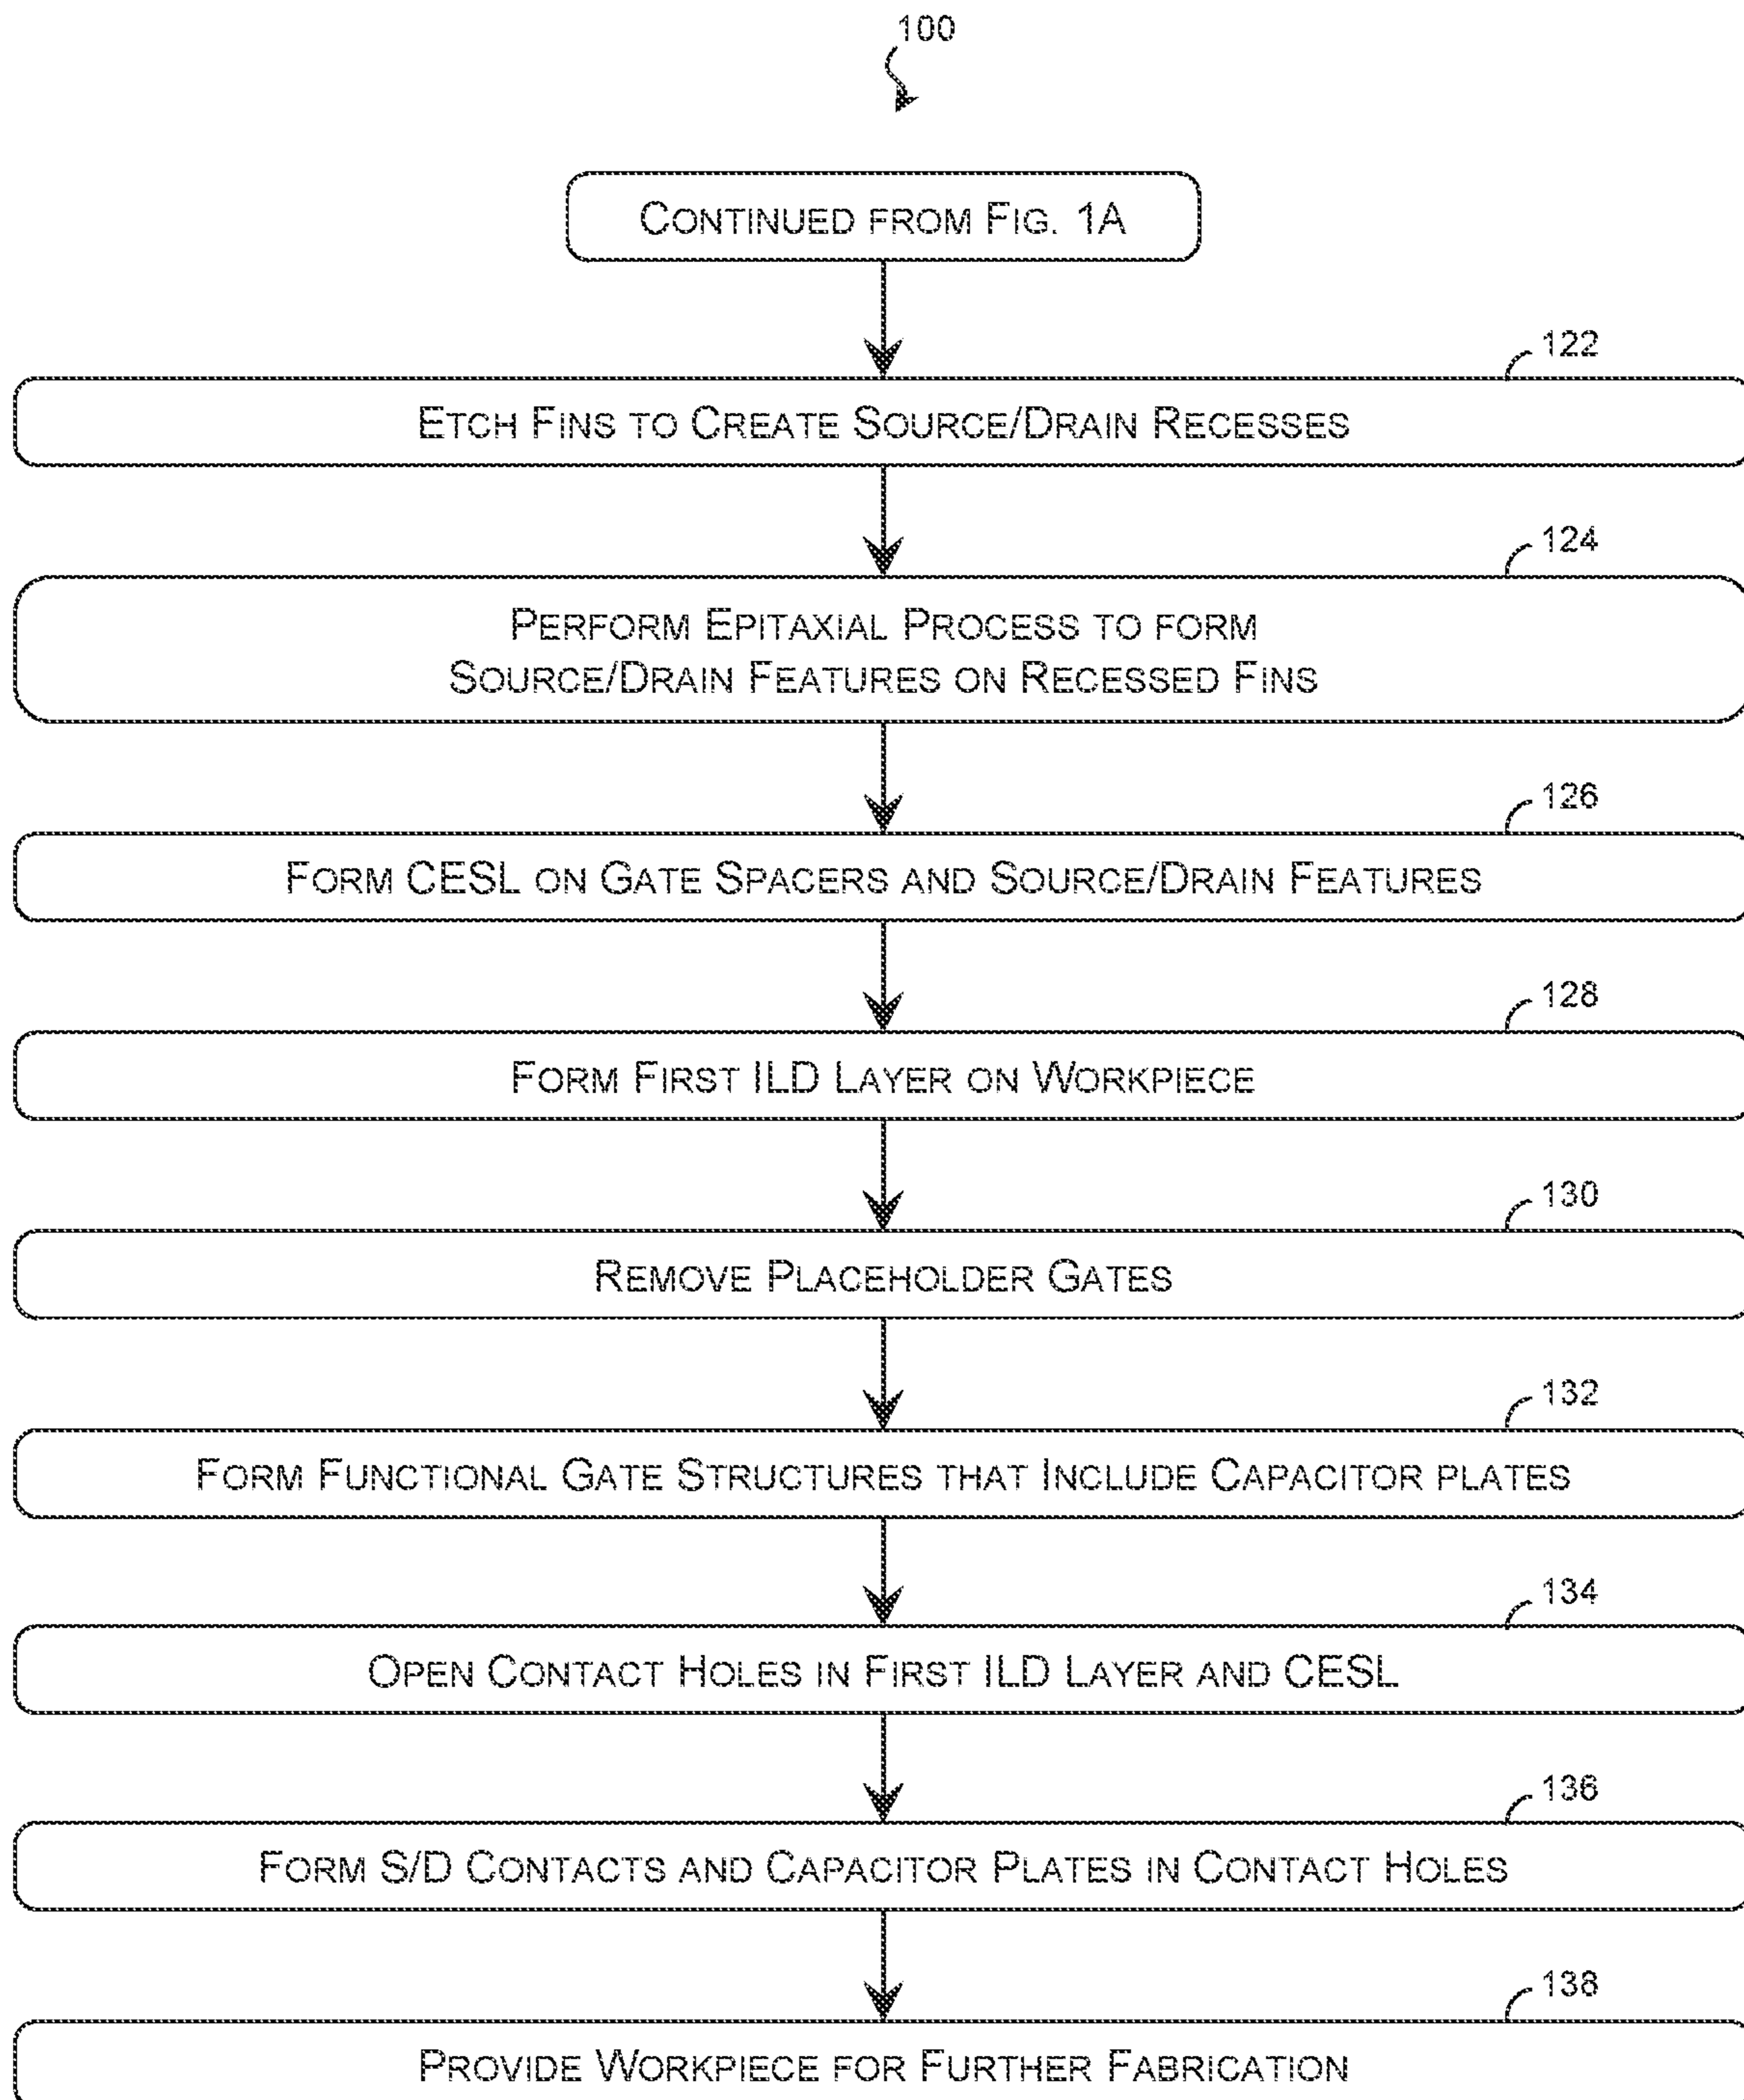 100
CONTINUED FROM FIG. 1A
122
ETCH FINS TO CREATE SOURCE/DRAIN RECESSES
124
PERFORM EPITAXIAL PROCESS TO FORM
SOURCE/DRAIN FEATURES ON RECESSED FINS
126
FORM CESL ON GATE SPACERS AND SOURCE/DRAIN FEATURES
128
FORM FIRST ILD LAYER ON WORKPIECE
130
REMOVE PLACEHOLDER GATES
132
FORM FUNCTIONAL GATE STRUCTURES THAT INCLUDE CAPACITOR PLATES
134
OPEN CONTACT HOLES IN FIRST ILD LAYER AND CESL
136
FORM S/D CONTACTS AND CAPACITOR PLATES IN CONTACT HOLES
138
PROVIDE WORKPIECE FOR FURTHER FABRICATION